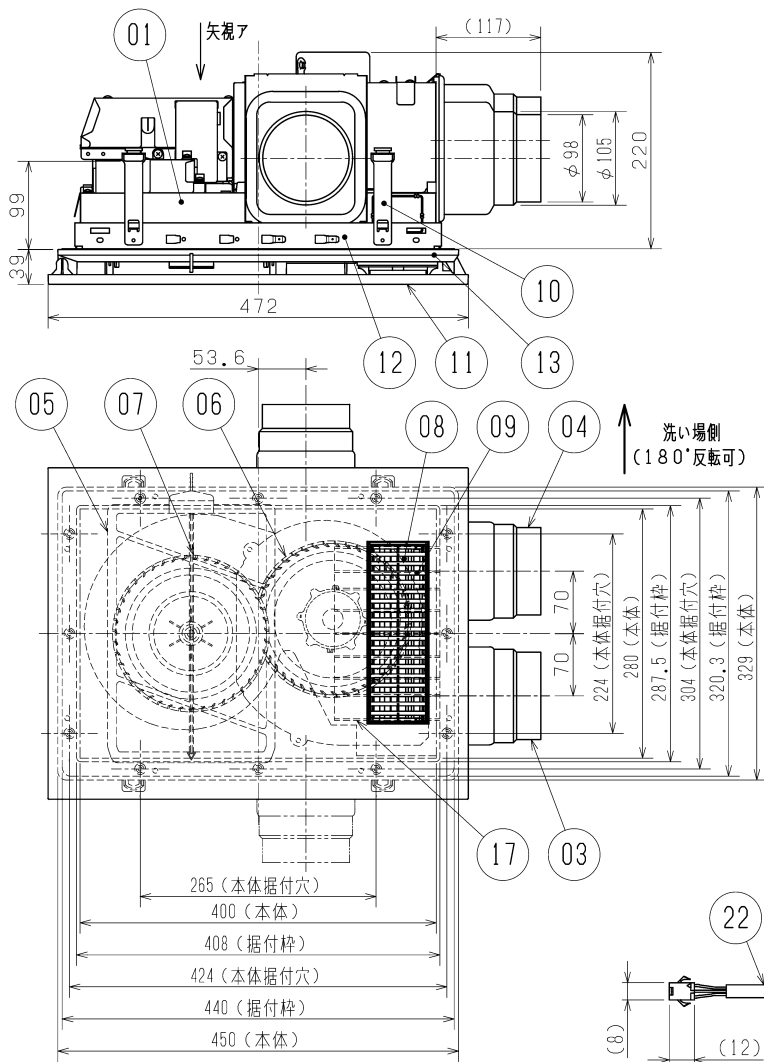 01
矢視ア
(117)
φ98
φ105
220
99
39
472
10
12
11
13
53.6
05
07
06
08
09
04
洗い場側
(180°反転可)
70
70
224(本体据付穴)
280(本体)
287.5(据付枠)
304(本体据付穴)
320.3(据付枠)
329(本体)
17
03
265(本体据付穴)
400(本体)
408(据付枠)
424(本体据付穴)
440(据付枠)
450(本体)
22
(8)
(12)